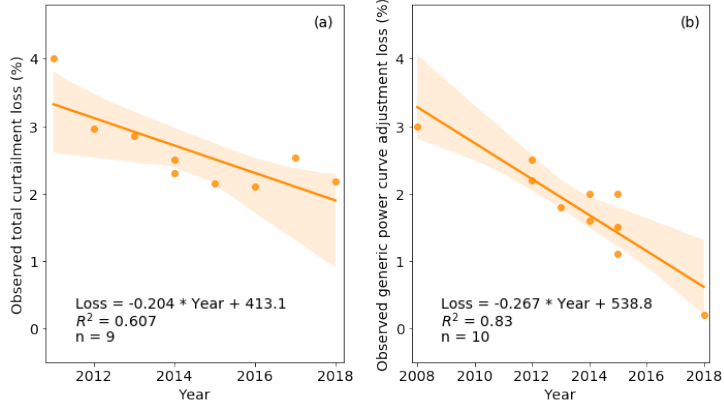 (a)
Observed total curtailment loss (%)
4
3
2
1
0
Loss = -0.204 * Year + 413.1
R² = 0.607
n = 9
2012 2014 2016 2018
Year
(b)
Observed generic power curve adjustment loss (%)
4
3
2
1
0
Loss = -0.267 * Year + 538.8
R² = 0.83
n = 10
2008 2010 2012 2014 2016 2018
Year